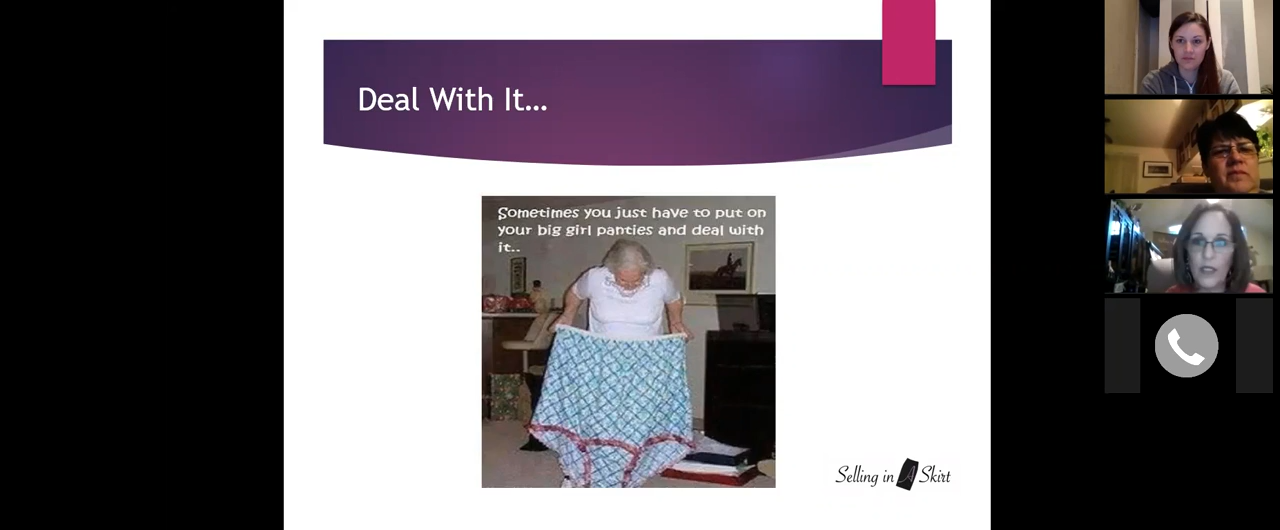 Deal With It...
Sometimes you just have to put on
your big girl panties and deal with
it..
Selling in A Skirt